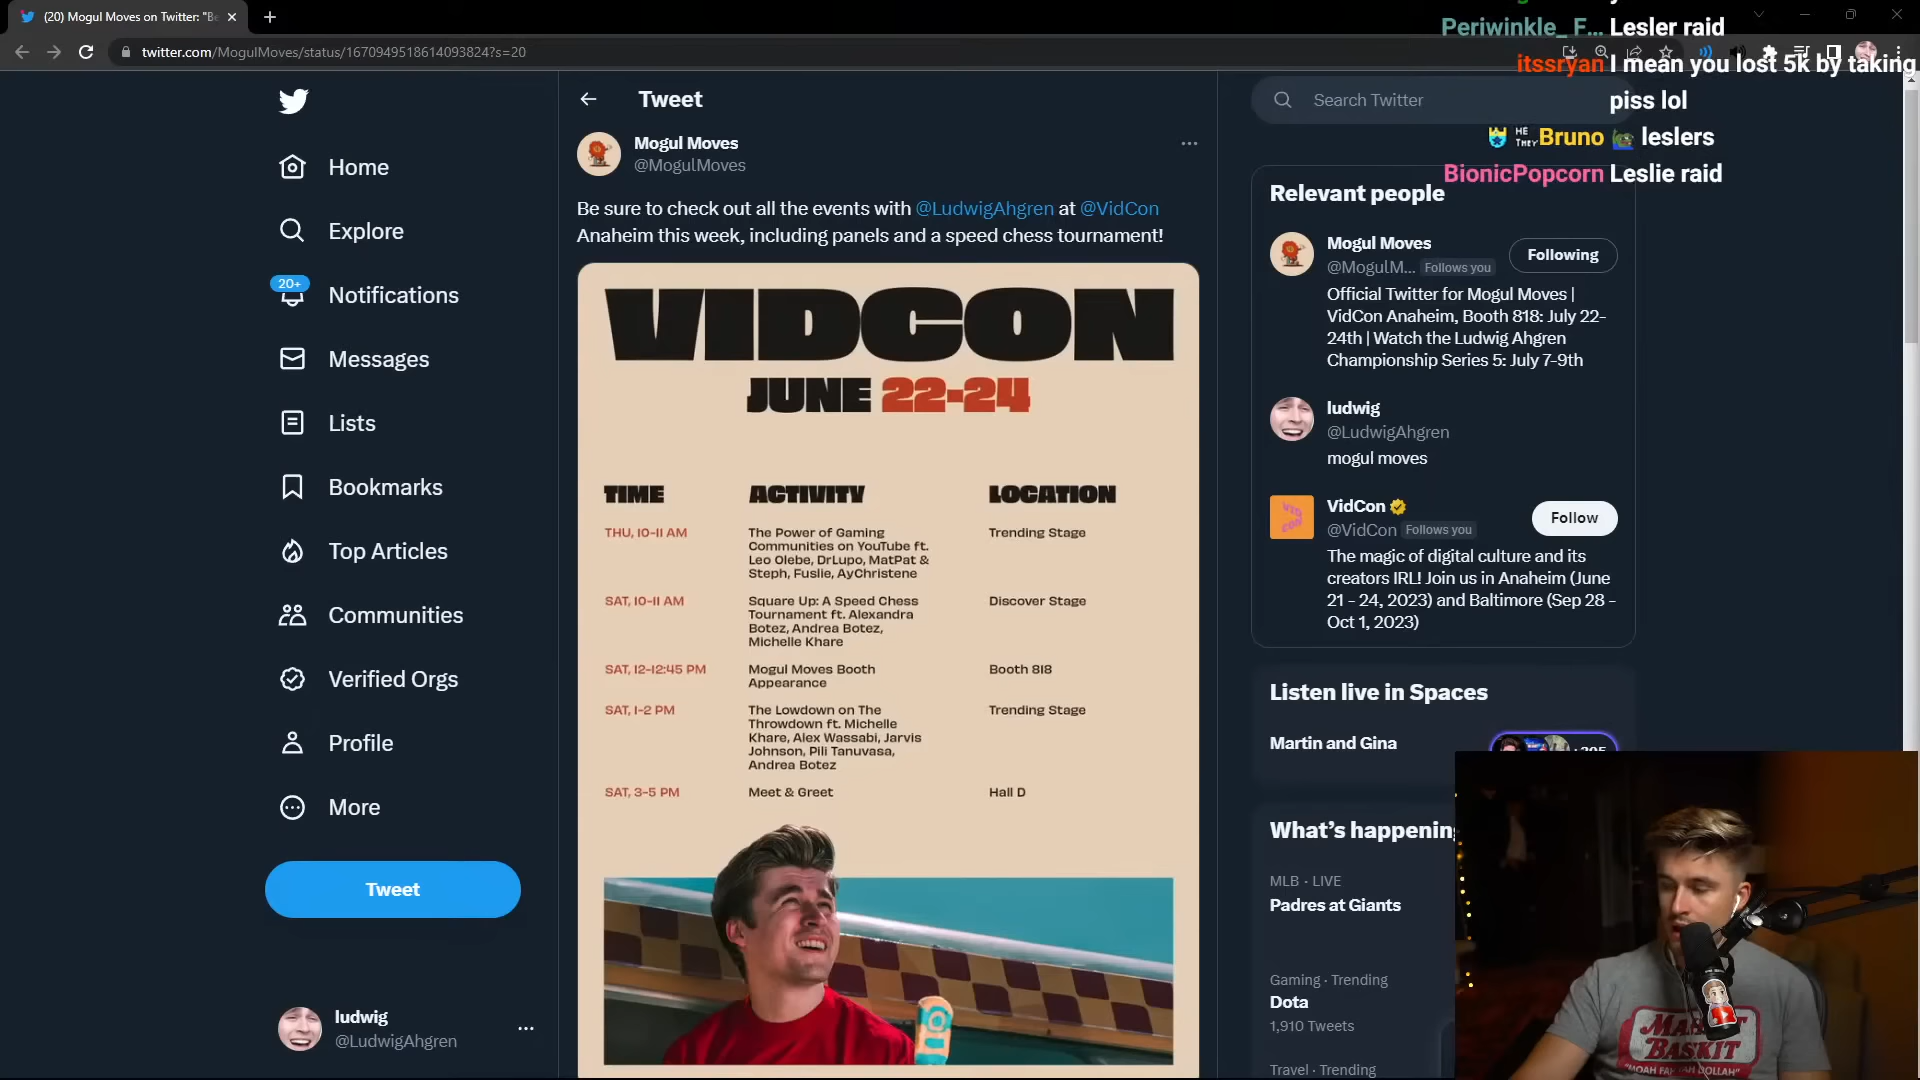 (20) Mogul Moves on Twitter: "Be
twitter.com/MogulMoves/status/1670949518614093824?s=20
Periwinkle_ F... Lesler raid
itssryan I mean you lost 5k by taking
piss lol
HE THEY Bruno leslers
BionicPopcorn Leslie raid
Home
Explore
20+
Notifications
Messages
Lists
Bookmarks
Top Articles
Communities
Verified Orgs
Profile
More
Tweet
ludwig
@LudwigAhgren
Tweet
Mogul Moves
@MogulMoves
Be sure to check out all the events with @LudwigAhgren at @VidCon
Anaheim this week, including panels and a speed chess tournament!
VIDCON
JUNE 22-24
TIME ACTIVITY LOCATION
THU, 10-11 AM The Power of Gaming Trending Stage
Communities on YouTube ft.
Leo Olebe, DrLupo, MatPat &
Steph, Fuslie, AyChristene
SAT, 10-11 AM Square Up: A Speed Chess Discover Stage
Tournament ft. Alexandra
Botez, Andrea Botez,
Michelle Khare
SAT, 12-12:45 PM Mogul Moves Booth Booth 818
Appearance
SAT, 1-2 PM The Lowdown on The Trending Stage
Throwdown ft. Michelle
Khare, Alex Wassabi, Jarvis
Johnson, Pili Tanuvasa,
Andrea Botez
SAT, 3-5 PM Meet & Greet Hall D
Search Twitter
Relevant people
Mogul Moves
@MogulM... Follows you
Following
Official Twitter for Mogul Moves |
VidCon Anaheim, Booth 818: July 22-
24th | Watch the Ludwig Ahgren
Championship Series 5: July 7-9th
ludwig
@LudwigAhgren
mogul moves
VidCon
@VidCon Follows you
Follow
The magic of digital culture and its
creators IRL! Join us in Anaheim (June
21 - 24, 2023) and Baltimore (Sep 28 -
Oct 1, 2023)
Listen live in Spaces
Martin and Gina
What's happening
MLB · LIVE
Padres at Giants
Gaming · Trending
Dota
1,910 Tweets
Travel · Trending
MARKET
BASKIT